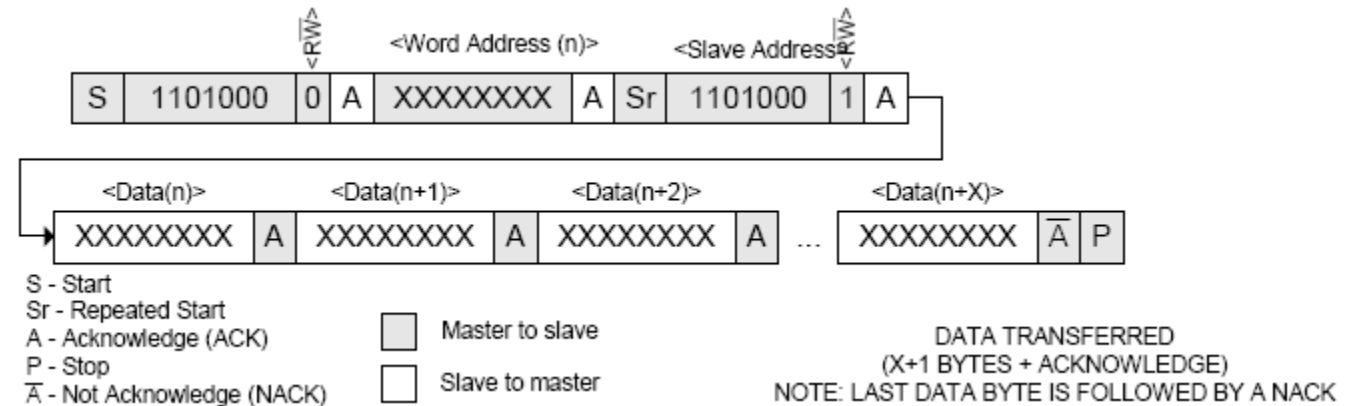 <RW̅>
<Word Address (n)>
<Slave Address>
<RW̅>
S 1101000 0 A XXXXXXXX A Sr 1101000 1 A
<Data(n)> <Data(n+1)> <Data(n+2)> <Data(n+X)>
XXXXXXXX A XXXXXXXX A XXXXXXXX A ... XXXXXXXX A̅ P
S - Start
Sr - Repeated Start
A - Acknowledge (ACK)
P - Stop
A̅ - Not Acknowledge (NACK)
Master to slave
Slave to master
DATA TRANSFERRED
(X+1 BYTES + ACKNOWLEDGE)
NOTE: LAST DATA BYTE IS FOLLOWED BY A NACK